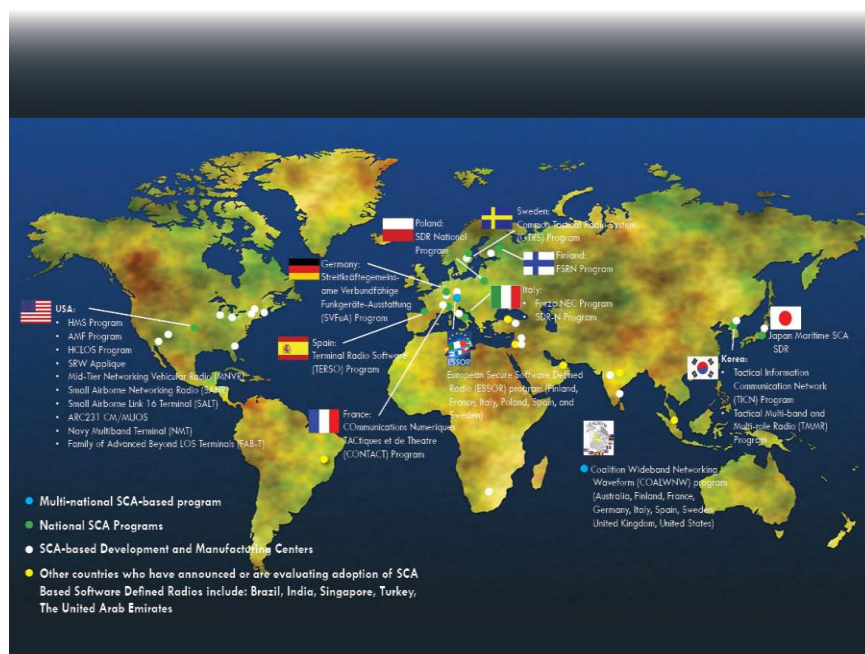 Sweden:
Common Tactical Radio System
(GTRS) Program
Poland:
SDR National
Program
Finland:
FSRN Program
Germany:
Streitkräftegemeins-
ame Verbundfähige
Funkgeräte-Ausstattung
(SVFuA) Program
Italy:
• Forza NEC Program
• SDR-N Program
USA:
• HMS Program
• AMF Program
• HCLOS Program
• SRW Applique
• Mid-Tier Networking Vehicular Radio (MNVR)
• Small Airborne Networking Radio (SANR)
• Small Airborne Link 16 Terminal (SALT)
• ARC231 CM/MUOS
• Navy Multiband Terminal (NMT)
• Family of Advanced Beyond LOS Terminals (FAB-T)
Spain:
Terminal Radio Software
(TERSO) Program
ESSOR
European Secure Software Defined
Radio (ESSOR) program (Finland,
France, Italy, Poland, Spain, and
Sweden)
Japan Maritime SCA
SDR
Korea:
• Tactical Information
Communication Network
(TICN) Program
• Tactical Multi-band and
Multi-role Radio (TMMR)
Program
France:
COmmunications Numeriques
TACtiques et de Theatre
(CONTACT) Program
Coalition Wideband Networking
Waveform (COALWNW) program
(Australia, Finland, France,
Germany, Italy, Spain, Sweden
United Kingdom, United States)
Multi-national SCA-based program
National SCA Programs
SCA-based Development and Manufacturing Centers
Other countries who have announced or are evaluating adoption of SCA
Based Software Defined Radios include: Brazil, India, Singapore, Turkey,
The United Arab Emirates